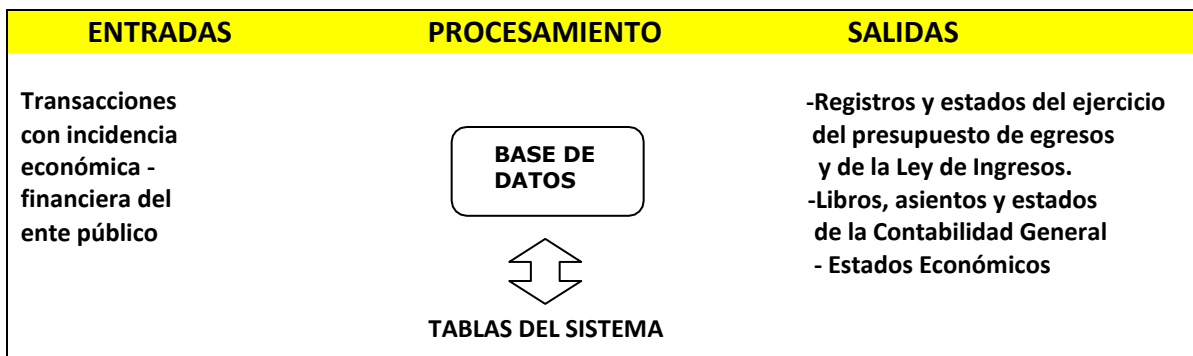 ENTRADAS PROCESAMIENTO SALIDAS
Transacciones
con incidencia
económica -
financiera del
ente público
BASE DE
DATOS
TABLAS DEL SISTEMA
-Registros y estados del ejercicio
del presupuesto de egresos
y de la Ley de Ingresos.
-Libros, asientos y estados
de la Contabilidad General
- Estados Económicos